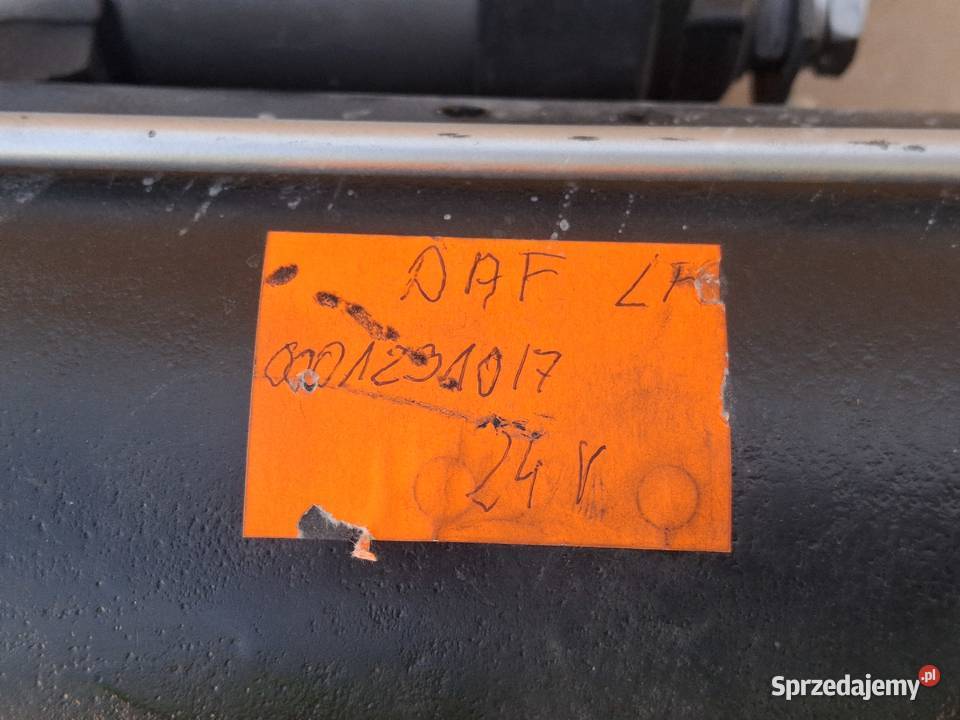 DAF LF
0001231017
24 V
Sprzedajemy.pl